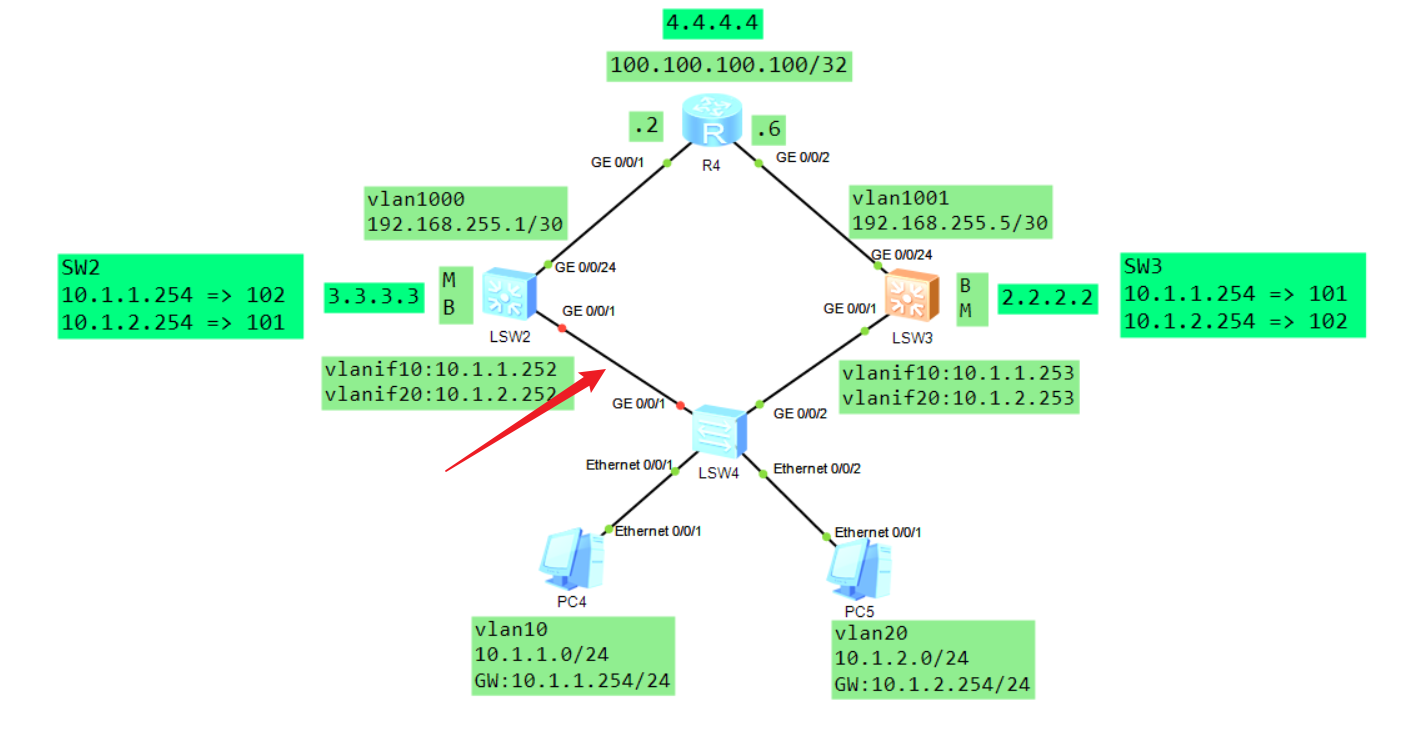 4.4.4.4
100.100.100.100/32
.2
.6
GE 0/0/1
GE 0/0/2
R4
vlan1000
192.168.255.1/30
vlan1001
192.168.255.5/30
SW2
10.1.1.254 => 102
10.1.2.254 => 101
3.3.3.3
M
B
GE 0/0/24
GE 0/0/1
LSW2
GE 0/0/24
GE 0/0/1
LSW3
B
M
2.2.2.2
SW3
10.1.1.254 => 101
10.1.2.254 => 102
vlanif10:10.1.1.252
vlanif20:10.1.2.252
vlanif10:10.1.1.253
vlanif20:10.1.2.253
GE 0/0/1
GE 0/0/2
LSW4
Ethernet 0/0/1
Ethernet 0/0/2
Ethernet 0/0/1
Ethernet 0/0/1
PC4
PC5
vlan10
10.1.1.0/24
GW:10.1.1.254/24
vlan20
10.1.2.0/24
GW:10.1.2.254/24